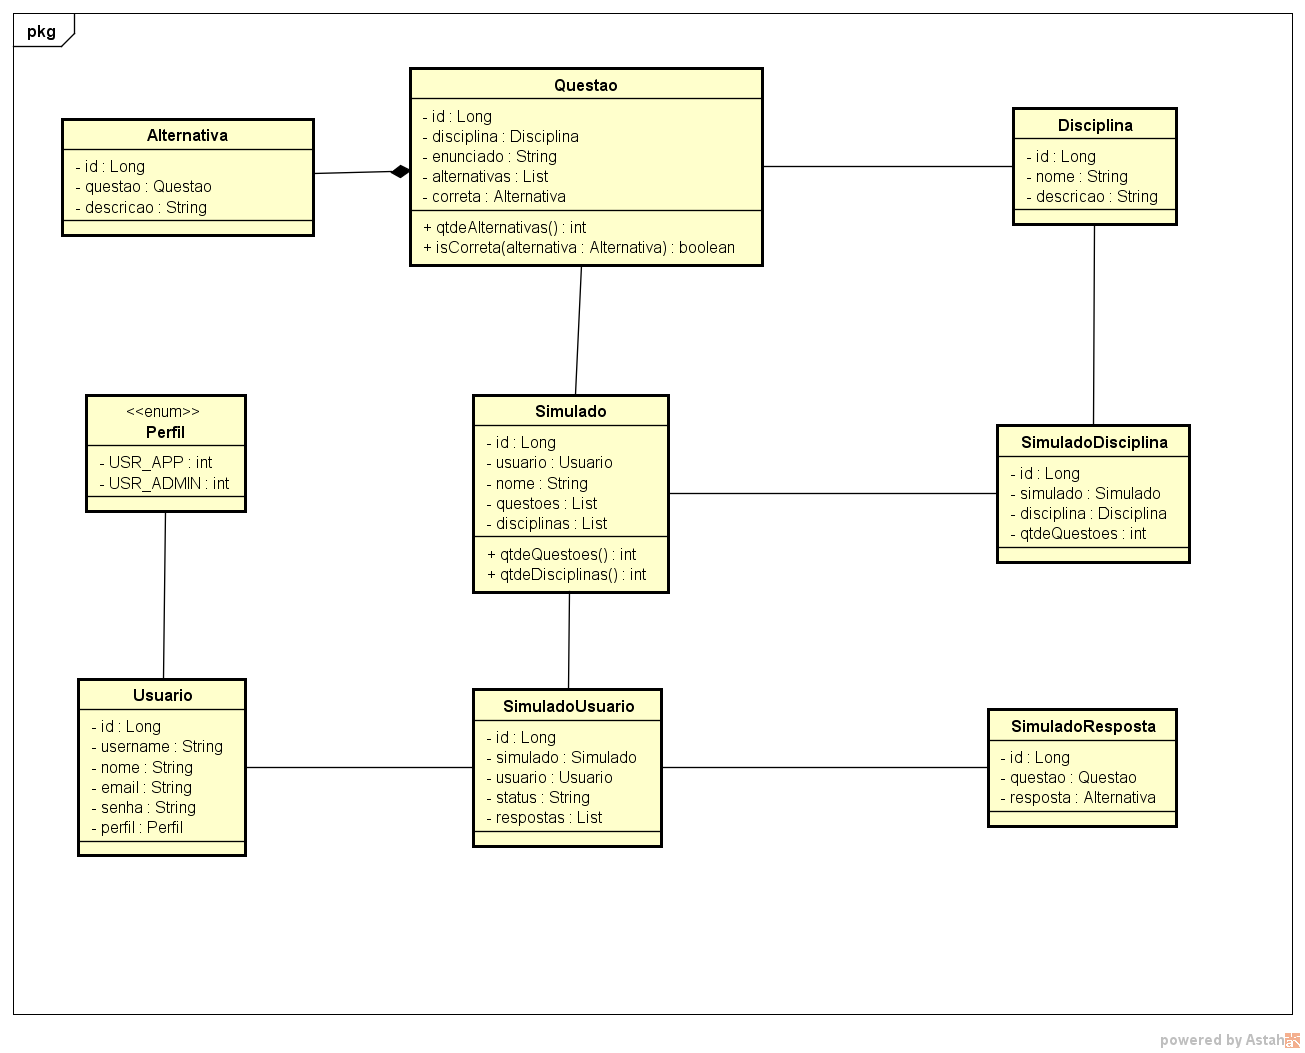 pkg
Questao
- id : Long
- disciplina : Disciplina
- enunciado : String
- alternativas : List
- correta : Alternativa
+ qtdeAlternativas() : int
+ isCorreta(alternativa : Alternativa) : boolean
Alternativa
- id : Long
- questao : Questao
- descricao : String
Disciplina
- id : Long
- nome : String
- descricao : String
<<enum>>
Perfil
- USR_APP : int
- USR_ADMIN : int
Simulado
- id : Long
- usuario : Usuario
- nome : String
- questoes : List
- disciplinas : List
+ qtdeQuestoes() : int
+ qtdeDisciplinas() : int
SimuladoDisciplina
- id : Long
- simulado : Simulado
- disciplina : Disciplina
- qtdeQuestoes : int
Usuario
- id : Long
- username : String
- nome : String
- email : String
- senha : String
- perfil : Perfil
SimuladoUsuario
- id : Long
- simulado : Simulado
- usuario : Usuario
- status : String
- respostas : List
SimuladoResposta
- id : Long
- questao : Questao
- resposta : Alternativa
powered by Astah